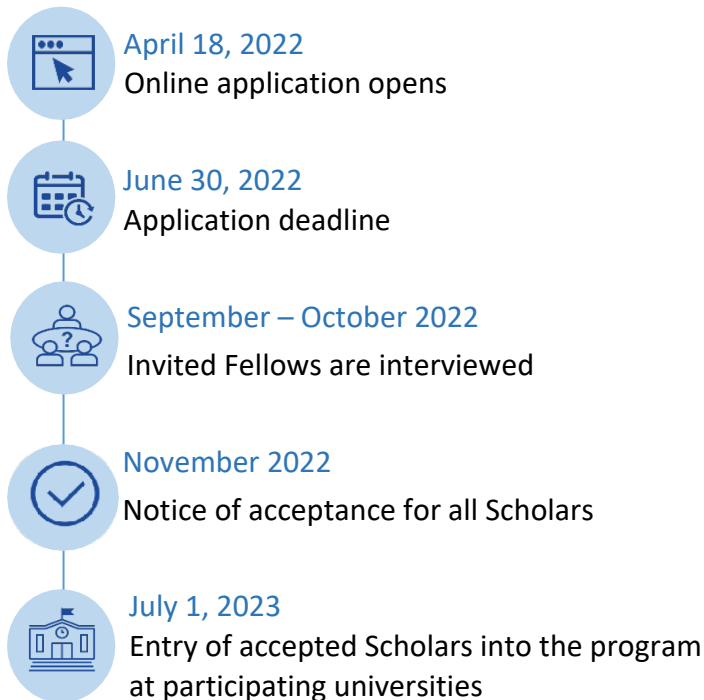 April 18, 2022
Online application opens
June 30, 2022
Application deadline
September – October 2022
?
Invited Fellows are interviewed
November 2022
Notice of acceptance for all Scholars
July 1, 2023
Entry of accepted Scholars into the program
at participating universities